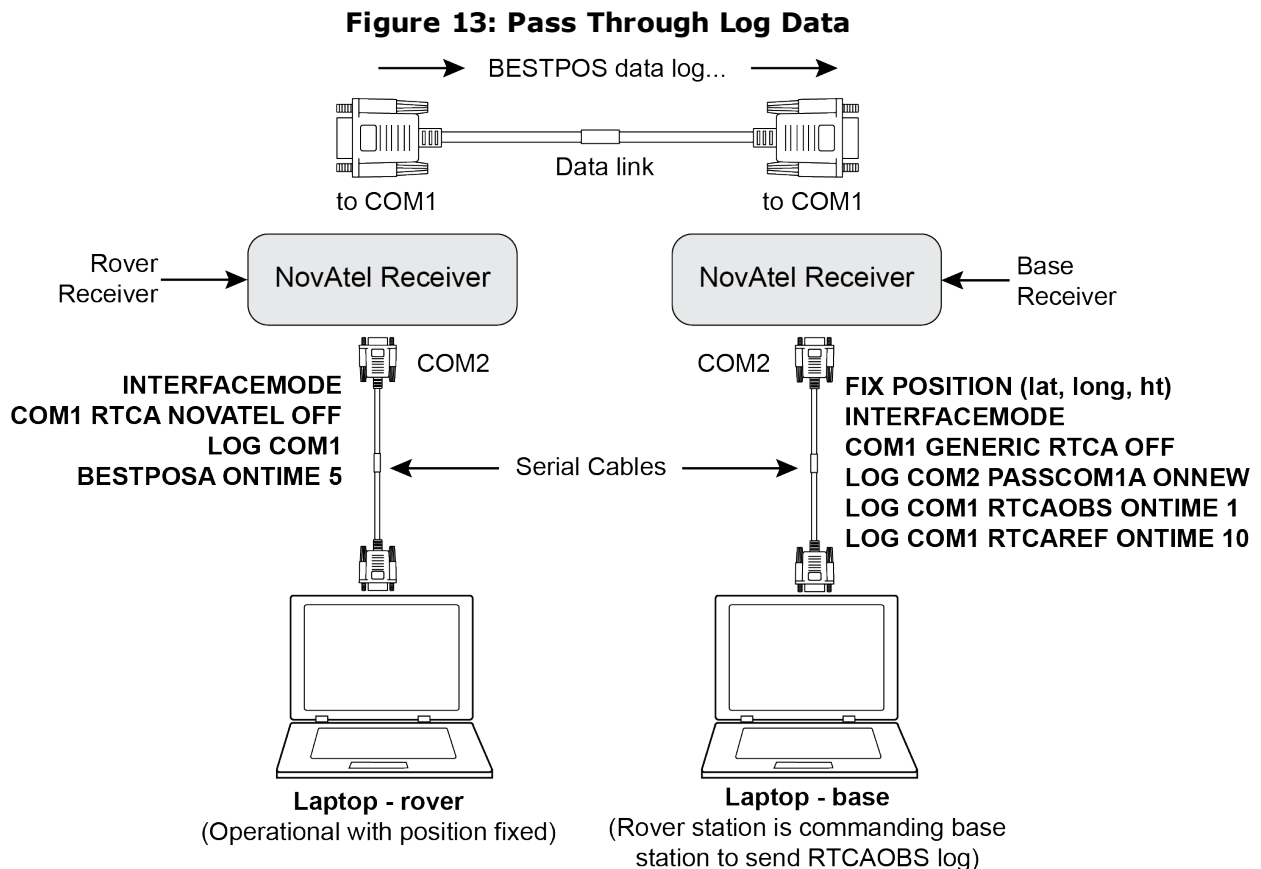 Figure 13: Pass Through Log Data
BESTPOS data log...
Data link
to COM1
to COM1
Rover
Receiver
NovAtel Receiver
NovAtel Receiver
Base
Receiver
COM2
COM2
INTERFACEMODE
COM1 RTCA NOVATEL OFF
LOG COM1
BESTPOSA ONTIME 5
Serial Cables
FIX POSITION (lat, long, ht)
INTERFACEMODE
COM1 GENERIC RTCA OFF
LOG COM2 PASSCOM1A ONNEW
LOG COM1 RTCAOBS ONTIME 1
LOG COM1 RTCAREF ONTIME 10
Laptop - rover
(Operational with position fixed)
Laptop - base
(Rover station is commanding base
station to send RTCAOBS log)